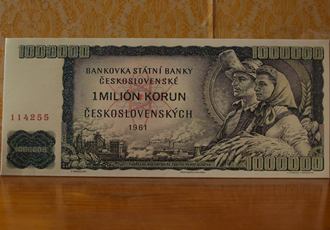 1000000
1000000
BANKOVKA STÁTNÍ BANKY
ČESKOSLOVENSKÉ
1 MILIÓN KORUN
114255
ČESKOSLOVENSKÝCH
1961
1000000
1000000